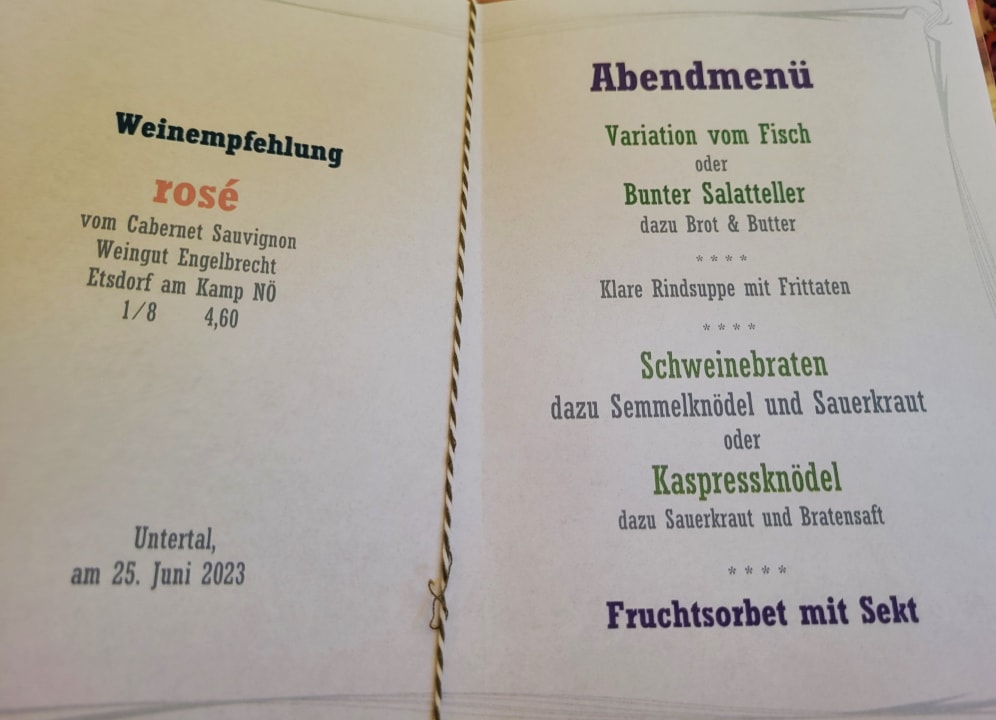 Weinempfehlung
rosé
vom Cabernet Sauvignon
Weingut Engelbrecht
Etsdorf am Kamp NÖ
1/8 4,60
Untertal,
am 25. Juni 2023
Abendmenü
Variation vom Fisch
oder
Bunter Salatteller
dazu Brot & Butter
* * * *
Klare Rindsuppe mit Frittaten
* * * *
Schweinebraten
dazu Semmelknödel und Sauerkraut
oder
Kaspressknödel
dazu Sauerkraut und Bratensaft
* * * *
Fruchtsorbet mit Sekt